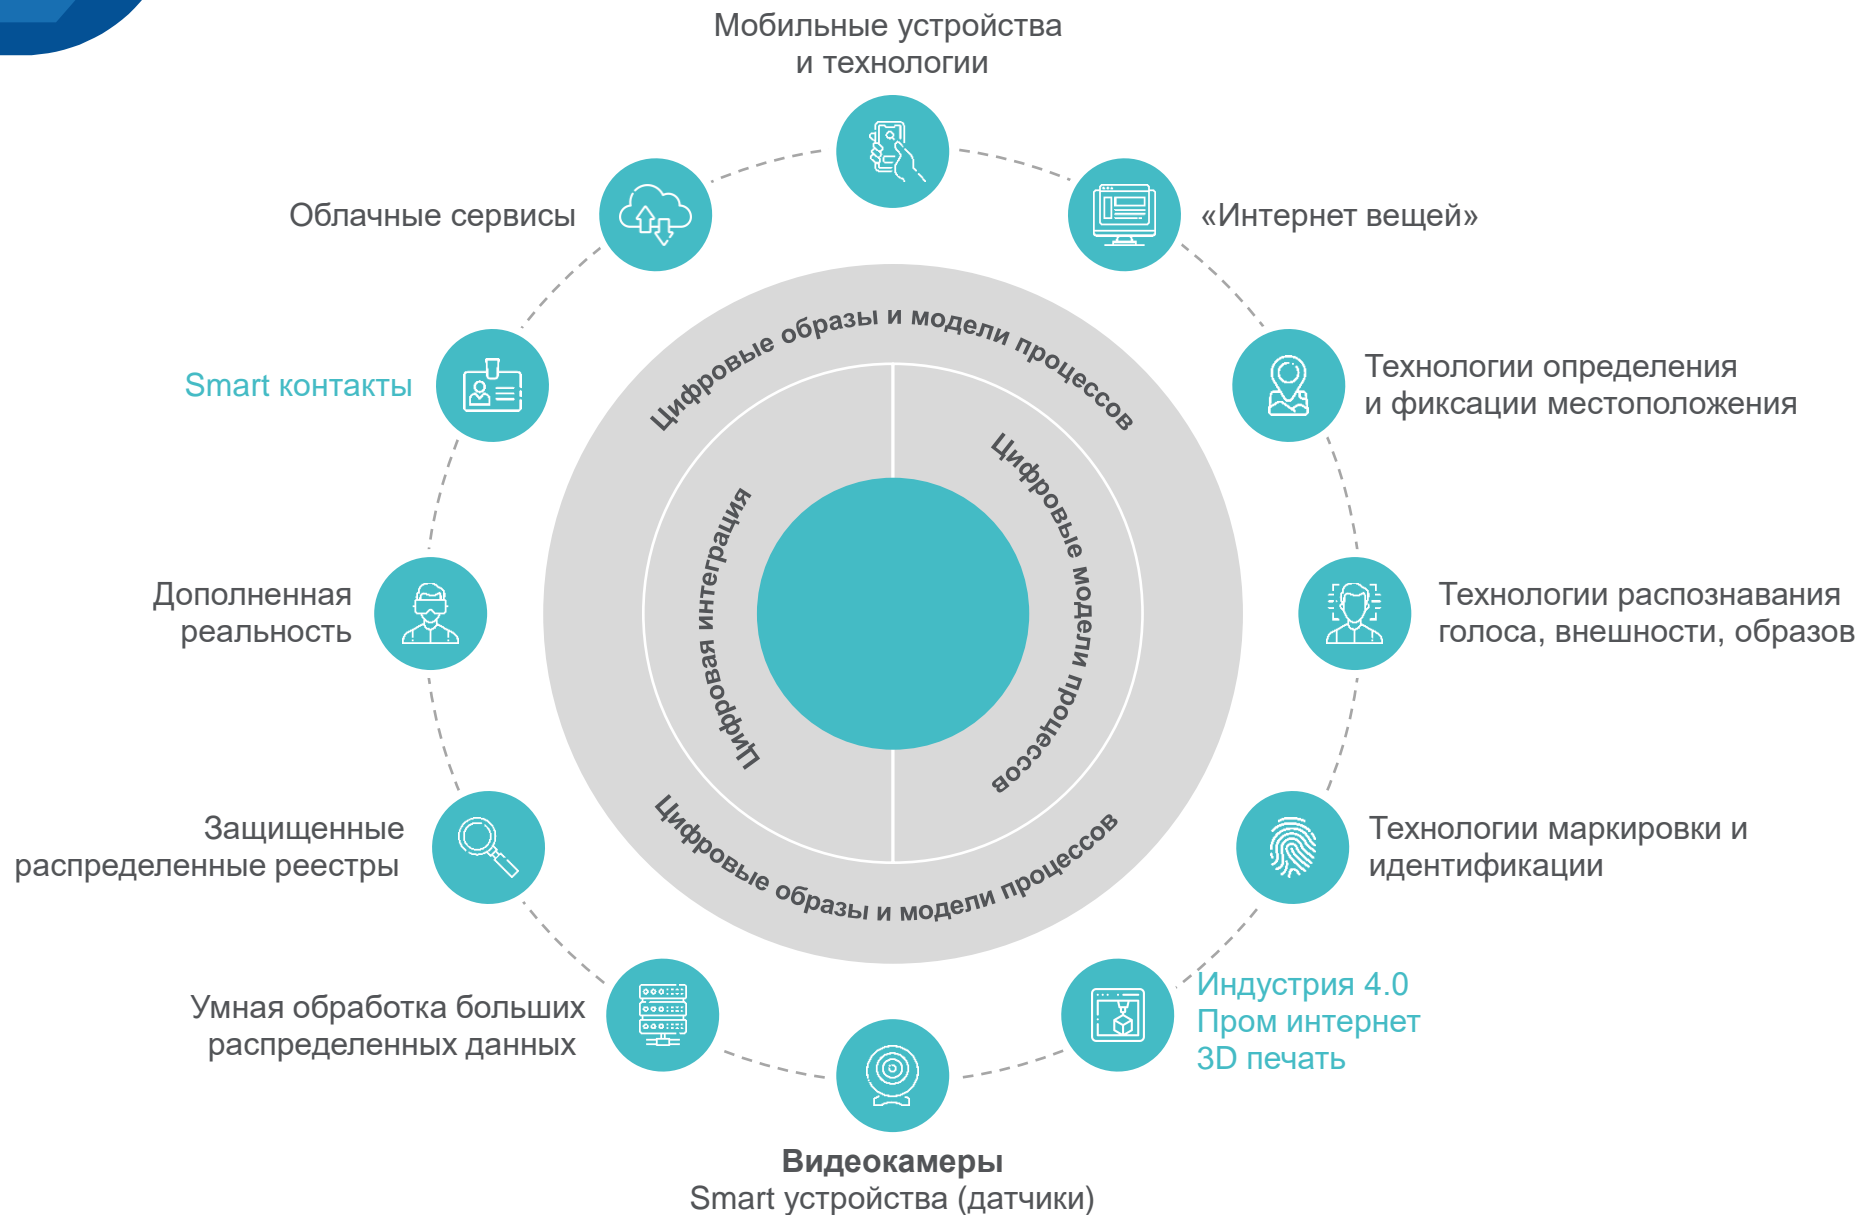 Мобильные устройства
и технологии
Облачные сервисы
«Интернет вещей»
Smart контакты
Технологии определения
и фиксации местоположения
Дополненная
реальность
Технологии распознавания
голоса, внешности, образов
Защищенные
распределенные реестры
Технологии маркировки и
идентификации
Умная обработка больших
распределенных данных
Индустрия 4.0
Пром интернет
3D печать
Видеокамеры
Smart устройства (датчики)
Цифровые образы и модели процессов
Цифровая интеграция
Цифровые модели процессов
Цифровые образы и модели процессов